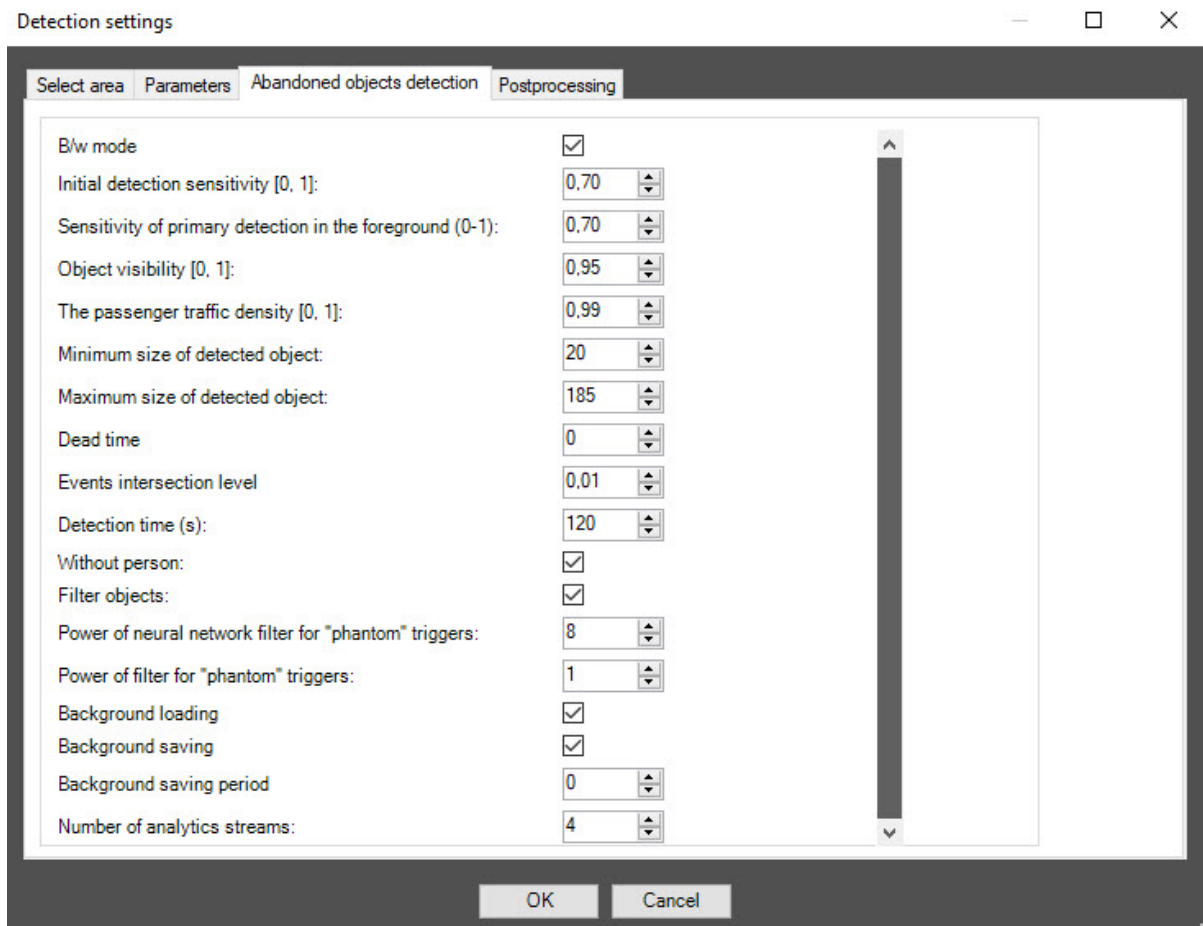 Detection settings
Select area Parameters Abandoned objects detection Postprocessing
B/w mode
Initial detection sensitivity [0, 1]: 0,70
Sensitivity of primary detection in the foreground (0-1): 0,70
Object visibility [0, 1]: 0,95
The passenger traffic density [0, 1]: 0,99
Minimum size of detected object: 20
Maximum size of detected object: 185
Dead time 0
Events intersection level 0,01
Detection time (s): 120
Without person:
Filter objects:
Power of neural network filter for "phantom" triggers: 8
Power of filter for "phantom" triggers: 1
Background loading
Background saving
Background saving period 0
Number of analytics streams: 4
OK Cancel